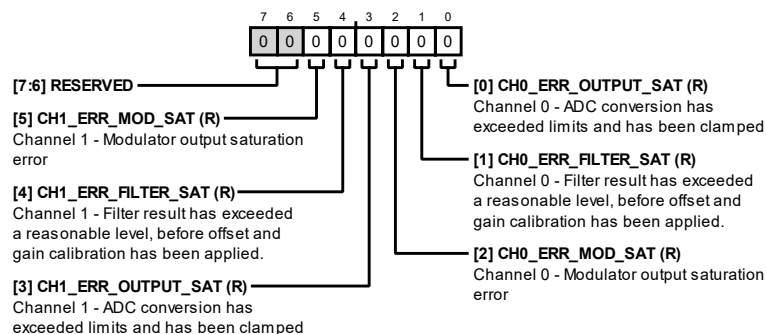 7 6 5 4 3 2 1 0
0 0 0 0 0 0 0 0
[7:6] RESERVED
[5] CH1_ERR_MOD_SAT (R)
Channel 1 - Modulator output saturation
error
[4] CH1_ERR_FILTER_SAT (R)
Channel 1 - Filter result has exceeded
a reasonable level, before offset and
gain calibration has been applied.
[3] CH1_ERR_OUTPUT_SAT (R)
Channel 1 - ADC conversion has
exceeded limits and has been clamped
[0] CH0_ERR_OUTPUT_SAT (R)
Channel 0 - ADC conversion has
exceeded limits and has been clamped
[1] CH0_ERR_FILTER_SAT (R)
Channel 0 - Filter result has exceeded
a reasonable level, before offset and
gain calibration has been applied.
[2] CH0_ERR_MOD_SAT (R)
Channel 0 - Modulator output saturation
error